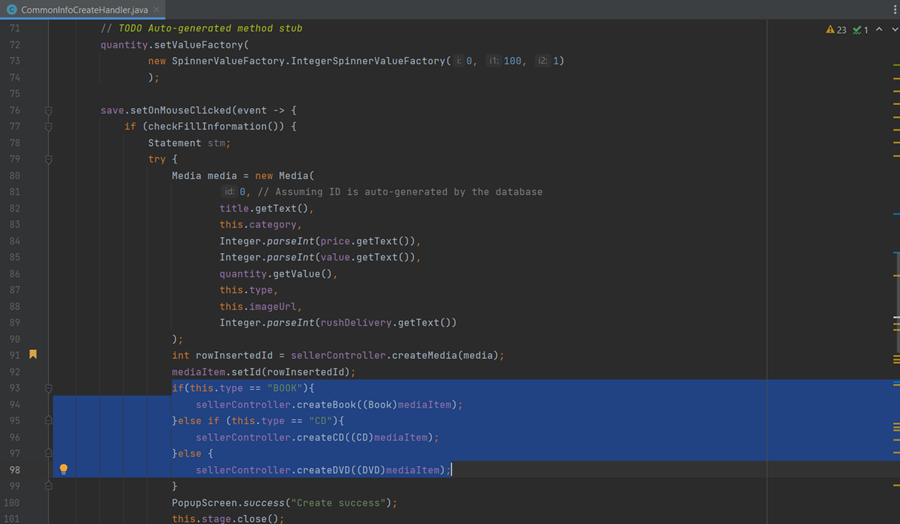 CommonInfoCreateHandler.java
23 1
71 // TODO Auto-generated method stub
72 quantity.setValueFactory(
73 new SpinnerValueFactory.IntegerSpinnerValueFactory( i: 0, i1: 100, i2: 1)
74 );
75
76 save.setOnMouseClicked(event -> {
77 if (checkFillInformation()) {
78 Statement stm;
79 try {
80 Media media = new Media(
81 id: 0, // Assuming ID is auto-generated by the database
82 title.getText(),
83 this.category,
84 Integer.parseInt(price.getText()),
85 Integer.parseInt(value.getText()),
86 quantity.getValue(),
87 this.type,
88 this.imageUrl,
89 Integer.parseInt(rushDelivery.getText())
90 );
91 int rowInsertedId = sellerController.createMedia(media);
92 mediaItem.setId(rowInsertedId);
93 if(this.type == "BOOK"){
94 sellerController.createBook((Book)mediaItem);
95 }else if (this.type == "CD"){
96 sellerController.createCD((CD)mediaItem);
97 }else {
98 sellerController.createDVD((DVD)mediaItem);
99 }
100 PopupScreen.success("Create success");
101 this.stage.close();